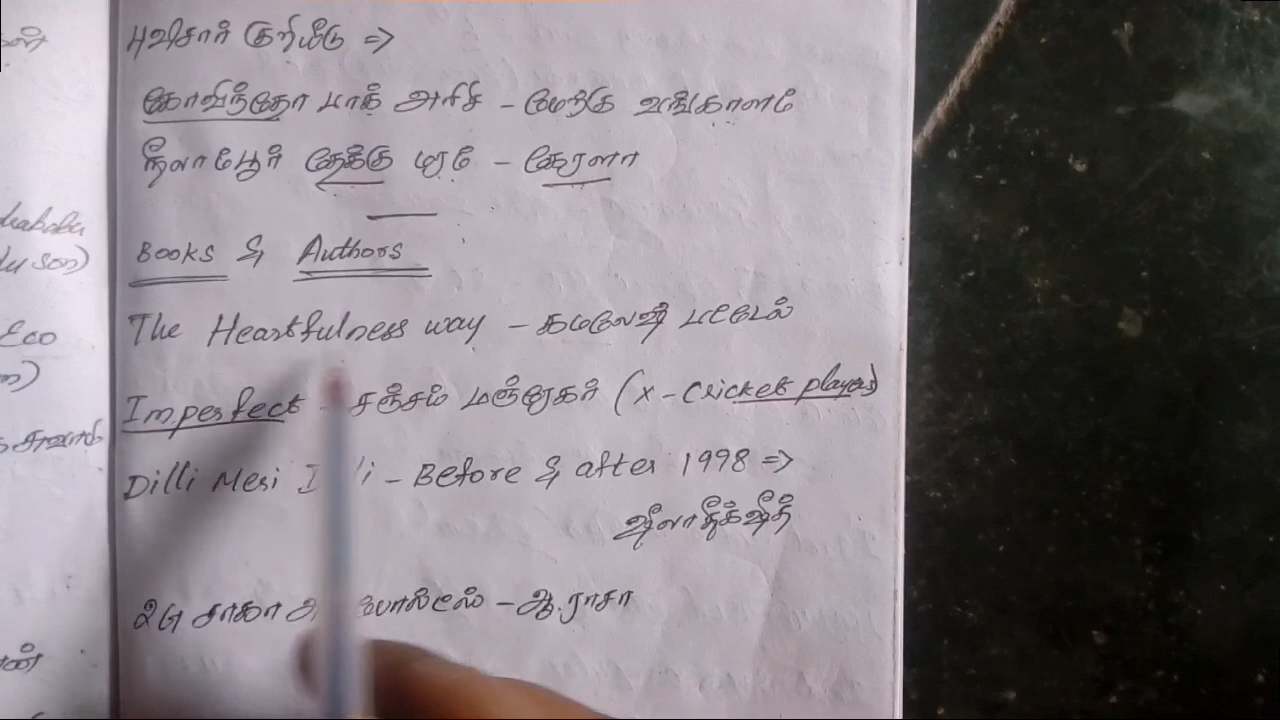 புவிசார் குறியீடு =>
கோவிந்தோ பாக் அரிசி - மேற்கு வங்காளம்
நீலாம்பூர் தேக்கு மரம் - கேரளா
Books & Authors
The Heartfulness way - கமலேஷ் படேல்
Imperfect - சஞ்சய் மஞ்ரேகர் (X - Cricket player)
Dilli Meri - Before & after 1998 =>
ஷீலாதீக்‌ஷித்
2G சாகா - ஆ.ராசா